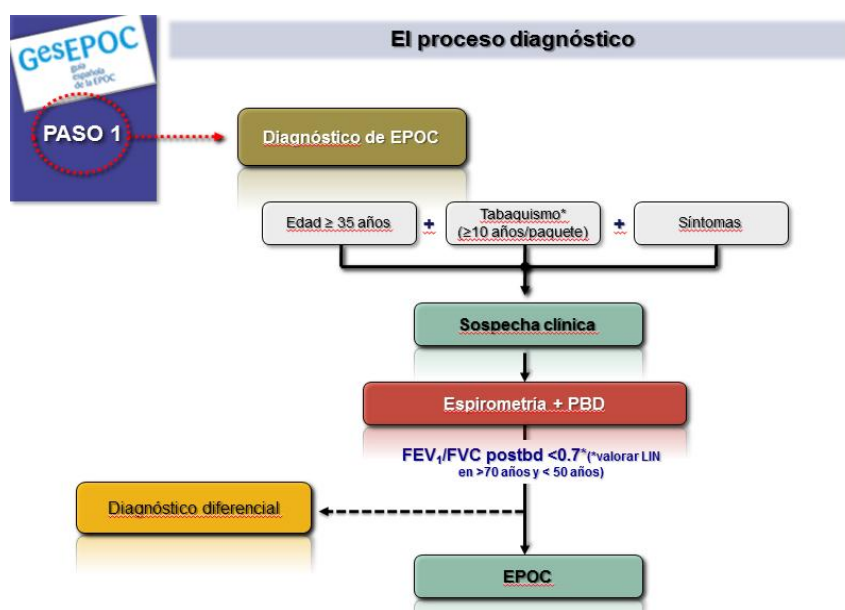 El proceso diagnóstico
GesEPOC
guía
española
de la EPOC
PASO 1
Diagnóstico de EPOC
Edad ≥ 35 años
+
Tabaquismo*
(≥10 años/paquete)
+
Síntomas
Sospecha clínica
Espirometría + PBD
FEV₁/FVC postbd <0.7*(*valorar LIN
en >70 años y < 50 años)
Diagnóstico diferencial
EPOC